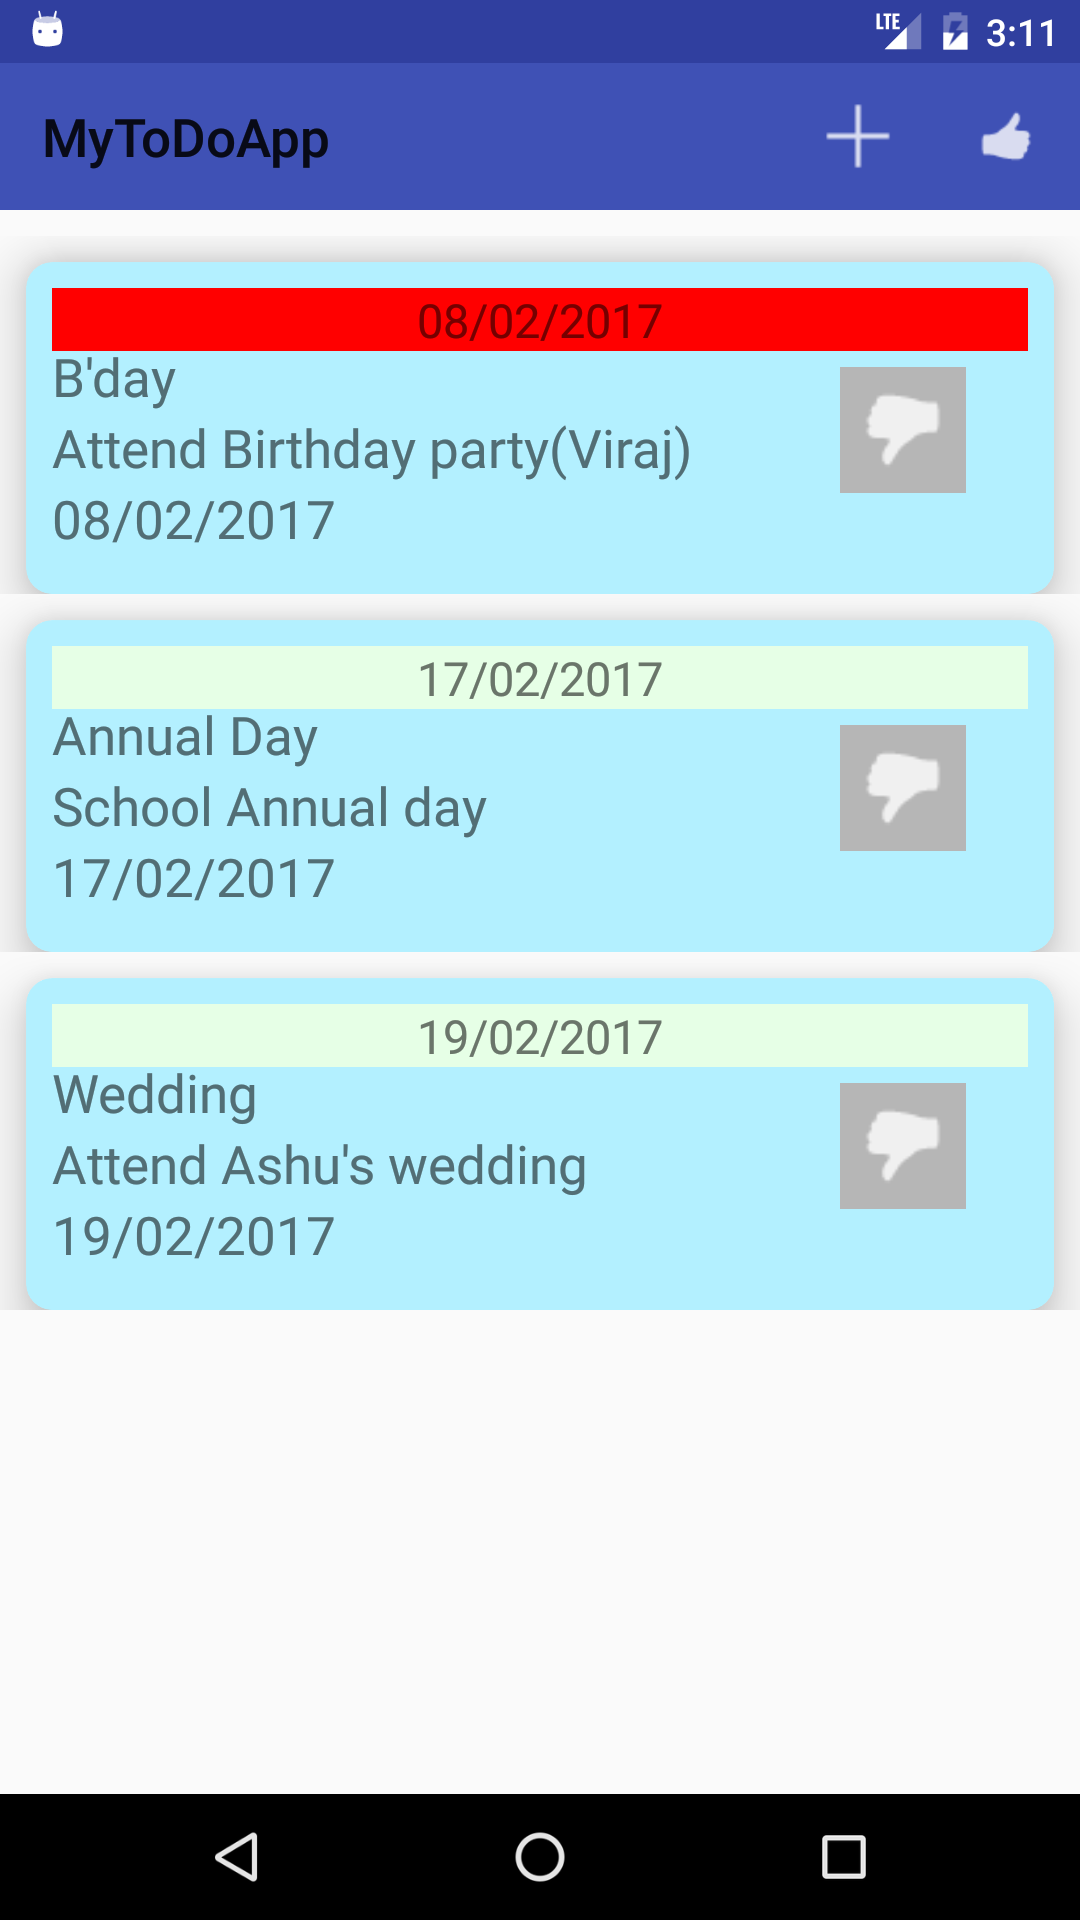 LTE 3:11
MyToDoApp
08/02/2017
B'day
Attend Birthday party(Viraj)
08/02/2017
17/02/2017
Annual Day
School Annual day
17/02/2017
19/02/2017
Wedding
Attend Ashu's wedding
19/02/2017